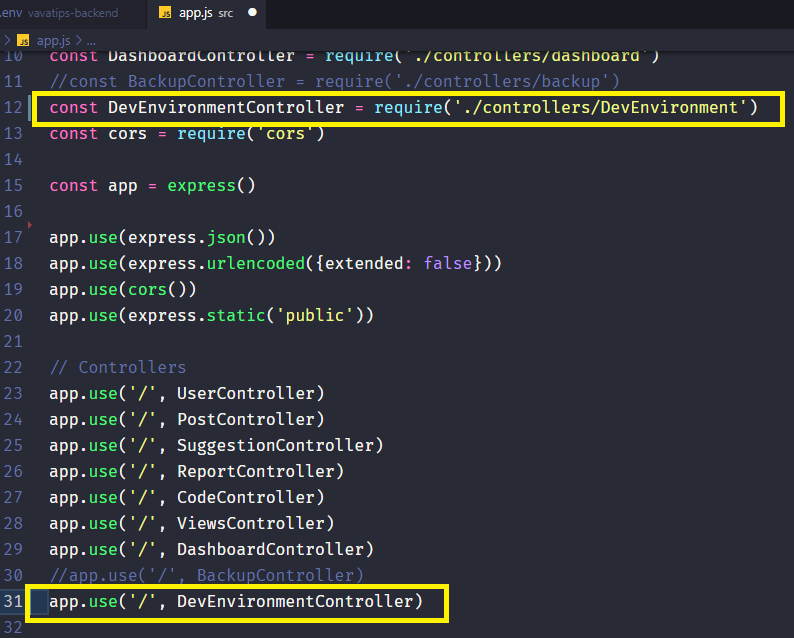 .env vavatips-backend JS app.js src
JS app.js > ...
10 const DashboardController = require('./controllers/dashboard')
11 //const BackupController = require('./controllers/backup')
12 const DevEnvironmentController = require('./controllers/DevEnvironment')
13 const cors = require('cors')
14
15 const app = express()
16
17 app.use(express.json())
18 app.use(express.urlencoded({extended: false}))
19 app.use(cors())
20 app.use(express.static('public'))
21
22 // Controllers
23 app.use('/', UserController)
24 app.use('/', PostController)
25 app.use('/', SuggestionController)
26 app.use('/', ReportController)
27 app.use('/', CodeController)
28 app.use('/', ViewsController)
29 app.use('/', DashboardController)
30 //app.use('/', BackupController)
31 app.use('/', DevEnvironmentController)
32